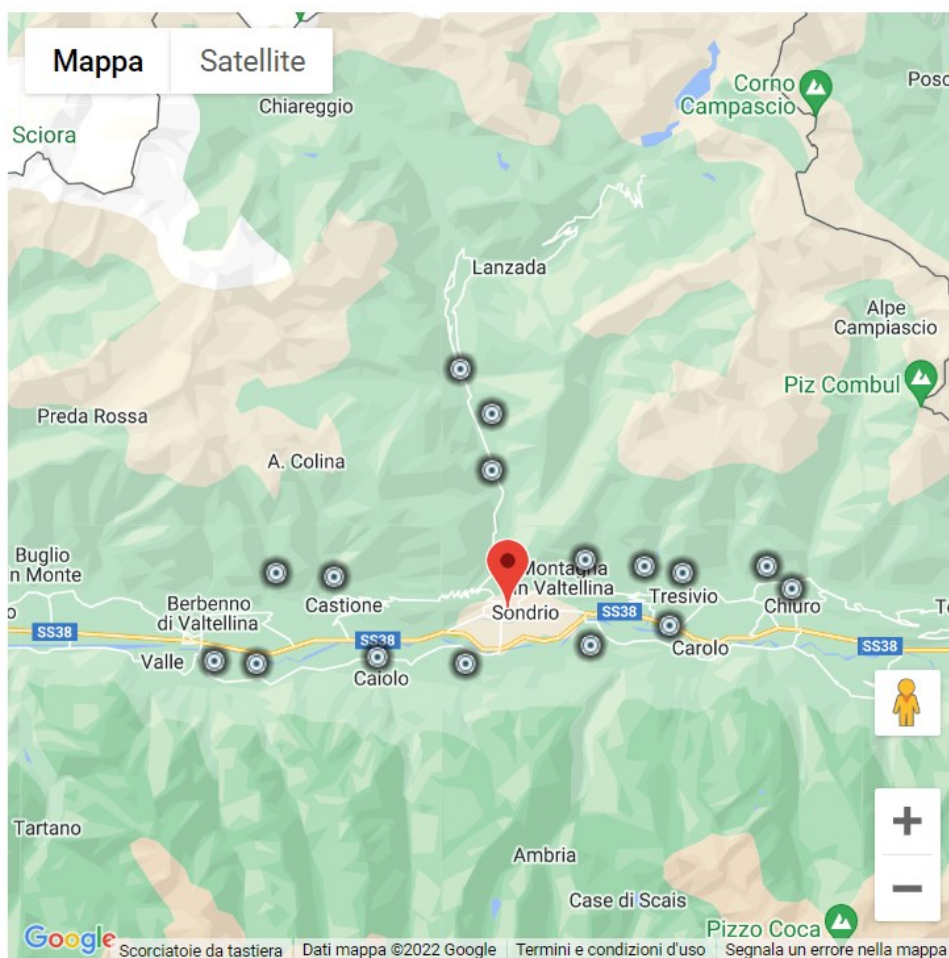 Mappa
Satellite
Chiareggio
Corno
Campascio
Sciora
Lanzada
Alpe
Campiascio
Piz Combul
Preda Rossa
A. Colina
Buglio
in Monte
Montagna
in Valtellina
Berbenno
di Valtellina
Castione
Sondrio
Tresivio
Chiuro
SS38
SS38
SS38
SS38
Valle
Caiolo
Carolo
Tartano
Ambria
Case di Scais
Pizzo Coca
Google
Scorciatoie da tastiera
Dati mappa ©2022 Google
Termini e condizioni d'uso
Segnala un errore nella mappa